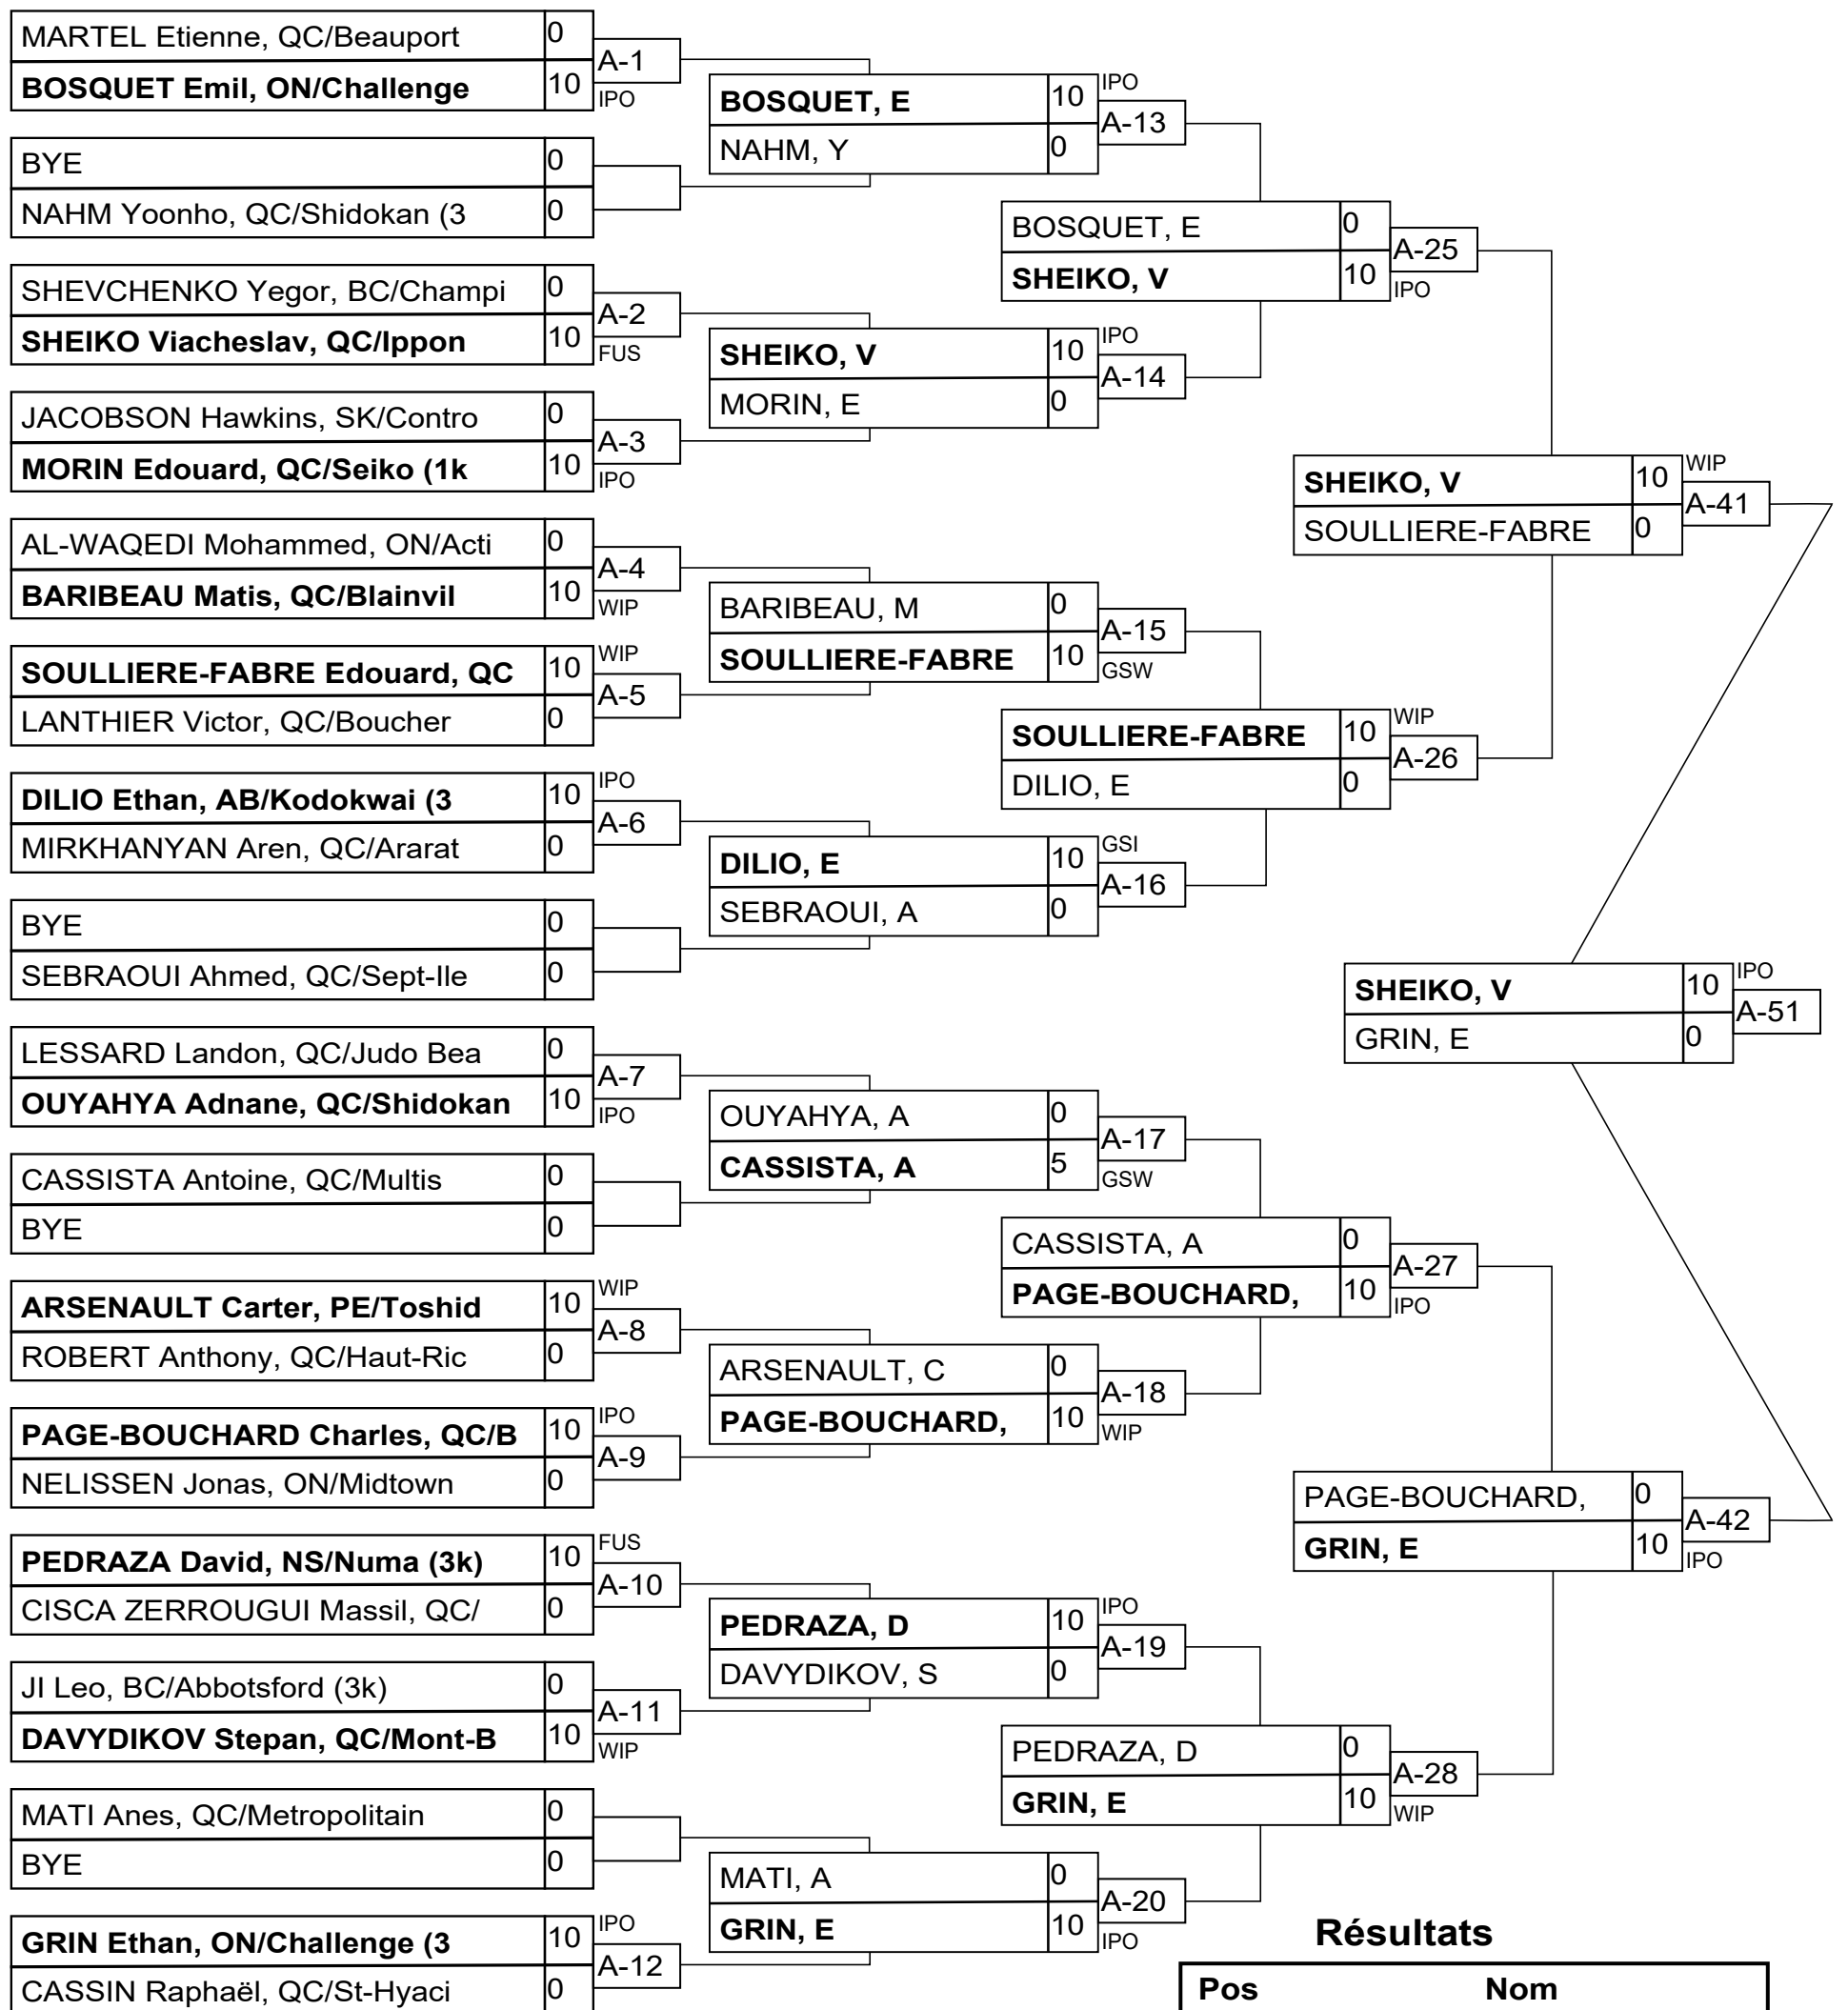 MARTEL Etienne, QC/Beauport 0
A-1
BOSQUET Emil, ON/Challenge 10
IPO
BYE 0
NAHM Yoonho, QC/Shidokan (3 0
SHEVCHENKO Yegor, BC/Champi 0
A-2
SHEIKO Viacheslav, QC/Ippon 10
FUS
JACOBSON Hawkins, SK/Contro 0
A-3
MORIN Edouard, QC/Seiko (1k 10
IPO
AL-WAQEDI Mohammed, ON/Acti 0
A-4
BARIBEAU Matis, QC/Blainvil 10
WIP
SOULLIERE-FABRE Edouard, QC 10
WIP
A-5
LANTHIER Victor, QC/Boucher 0
DILIO Ethan, AB/Kodokwai (3 10
IPO
A-6
MIRKHANYAN Aren, QC/Ararat 0
BYE 0
SEBRAOUI Ahmed, QC/Sept-Ile 0
LESSARD Landon, QC/Judo Bea 0
A-7
OUYAHYA Adnane, QC/Shidokan 10
IPO
CASSISTA Antoine, QC/Multis 0
BYE 0
ARSENAULT Carter, PE/Toshid 10
WIP
A-8
ROBERT Anthony, QC/Haut-Ric 0
PAGE-BOUCHARD Charles, QC/B 10
IPO
A-9
NELISSEN Jonas, ON/Midtown 0
PEDRAZA David, NS/Numa (3k) 10
FUS
A-10
CISCA ZERROUGUI Massil, QC/ 0
JI Leo, BC/Abbotsford (3k) 0
A-11
DAVYDIKOV Stepan, QC/Mont-B 10
WIP
MATI Anes, QC/Metropolitain 0
BYE 0
GRIN Ethan, ON/Challenge (3 10
IPO
A-12
CASSIN Raphaël, QC/St-Hyaci 0
BOSQUET, E 10
IPO
A-13
NAHM, Y 0
SHEIKO, V 10
IPO
A-14
MORIN, E 0
BARIBEAU, M 0
A-15
SOULLIERE-FABRE 10
GSW
DILIO, E 10
GSI
A-16
SEBRAOUI, A 0
OUYAHYA, A 0
A-17
CASSISTA, A 5
GSW
ARSENAULT, C 0
A-18
PAGE-BOUCHARD, 10
WIP
PEDRAZA, D 10
IPO
A-19
DAVYDIKOV, S 0
MATI, A 0
A-20
GRIN, E 10
IPO
BOSQUET, E 0
A-25
SHEIKO, V 10
IPO
SOULLIERE-FABRE 10
WIP
A-26
DILIO, E 0
CASSISTA, A 0
A-27
PAGE-BOUCHARD, 10
IPO
PEDRAZA, D 0
A-28
GRIN, E 10
WIP
SHEIKO, V 10
WIP
A-41
SOULLIERE-FABRE 0
PAGE-BOUCHARD, 0
A-42
GRIN, E 10
IPO
SHEIKO, V 10
IPO
A-51
GRIN, E 0
Résultats
Pos Nom